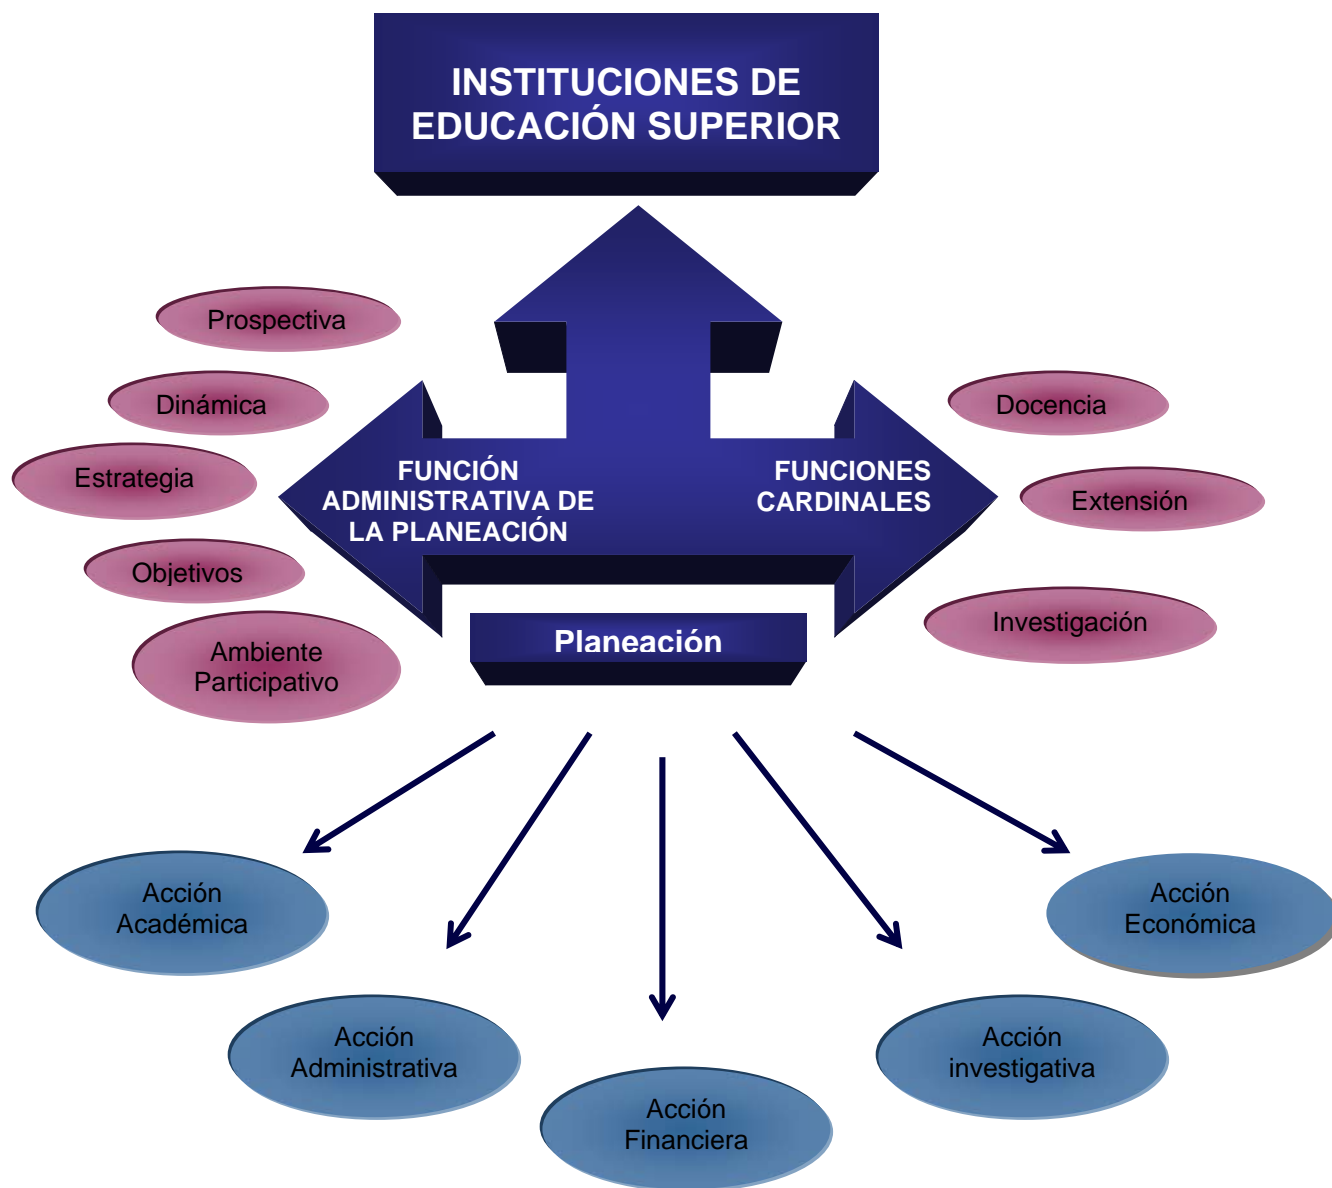 INSTITUCIONES DE
EDUCACIÓN SUPERIOR
Prospectiva
Dinámica
Estrategia
Objetivos
Ambiente
Participativo
FUNCIÓN
ADMINISTRATIVA DE
LA PLANEACIÓN
FUNCIONES
CARDINALES
Docencia
Extensión
Investigación
Planeación
Acción
Académica
Acción
Administrativa
Acción
Financiera
Acción
investigativa
Acción
Económica